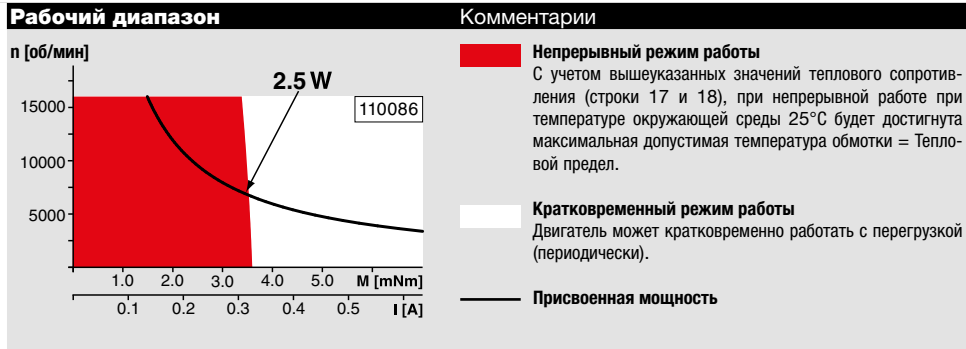 Рабочий диапазон
Комментарии
n [об/мин]
2.5 W
110086
15000
10000
5000
1.0 2.0 3.0 4.0 5.0 M [mNm]
0.1 0.2 0.3 0.4 0.5 I [A]
Непрерывный режим работы
С учетом вышеуказанных значений теплового сопротив-
ления (строки 17 и 18), при непрерывной работе при
температуре окружающей среды 25°C будет достигнута
максимальная допустимая температура обмотки = Тепло-
вой предел.
Кратковременный режим работы
Двигатель может кратковременно работать с перегрузкой
(периодически).
Присвоенная мощность